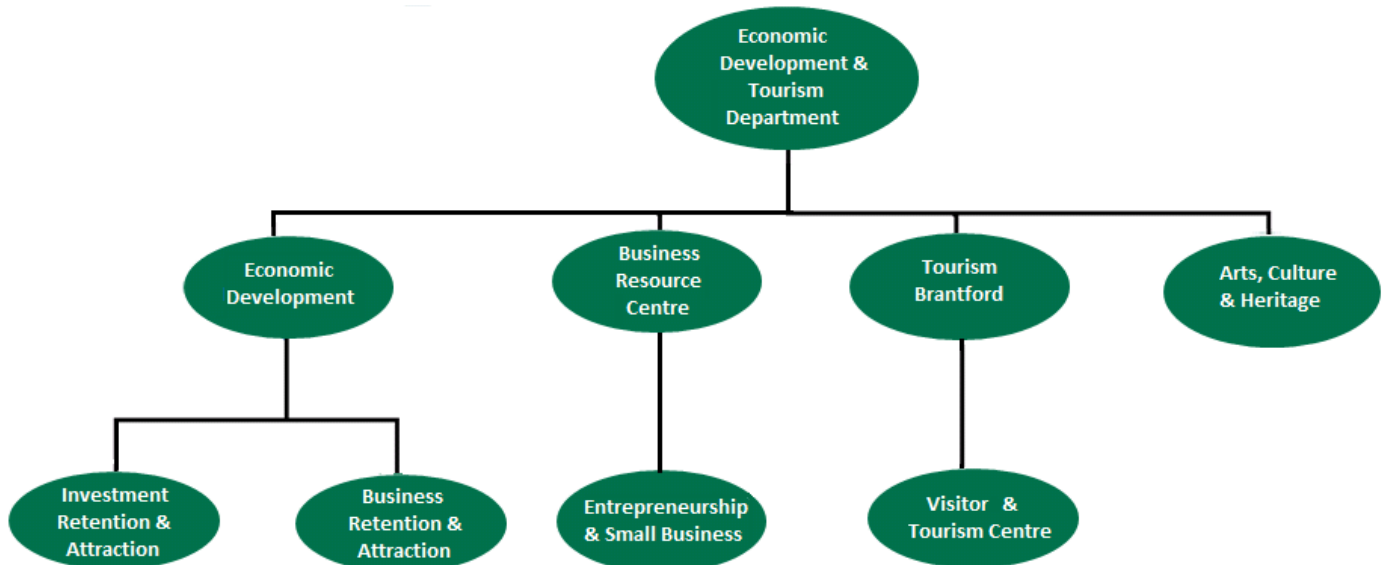 Economic
Development &
Tourism
Department
Economic
Development
Business
Resource
Centre
Tourism
Brantford
Arts, Culture
& Heritage
Investment
Retention &
Attraction
Business
Retention &
Attraction
Entrepreneurship
& Small Business
Visitor &
Tourism Centre